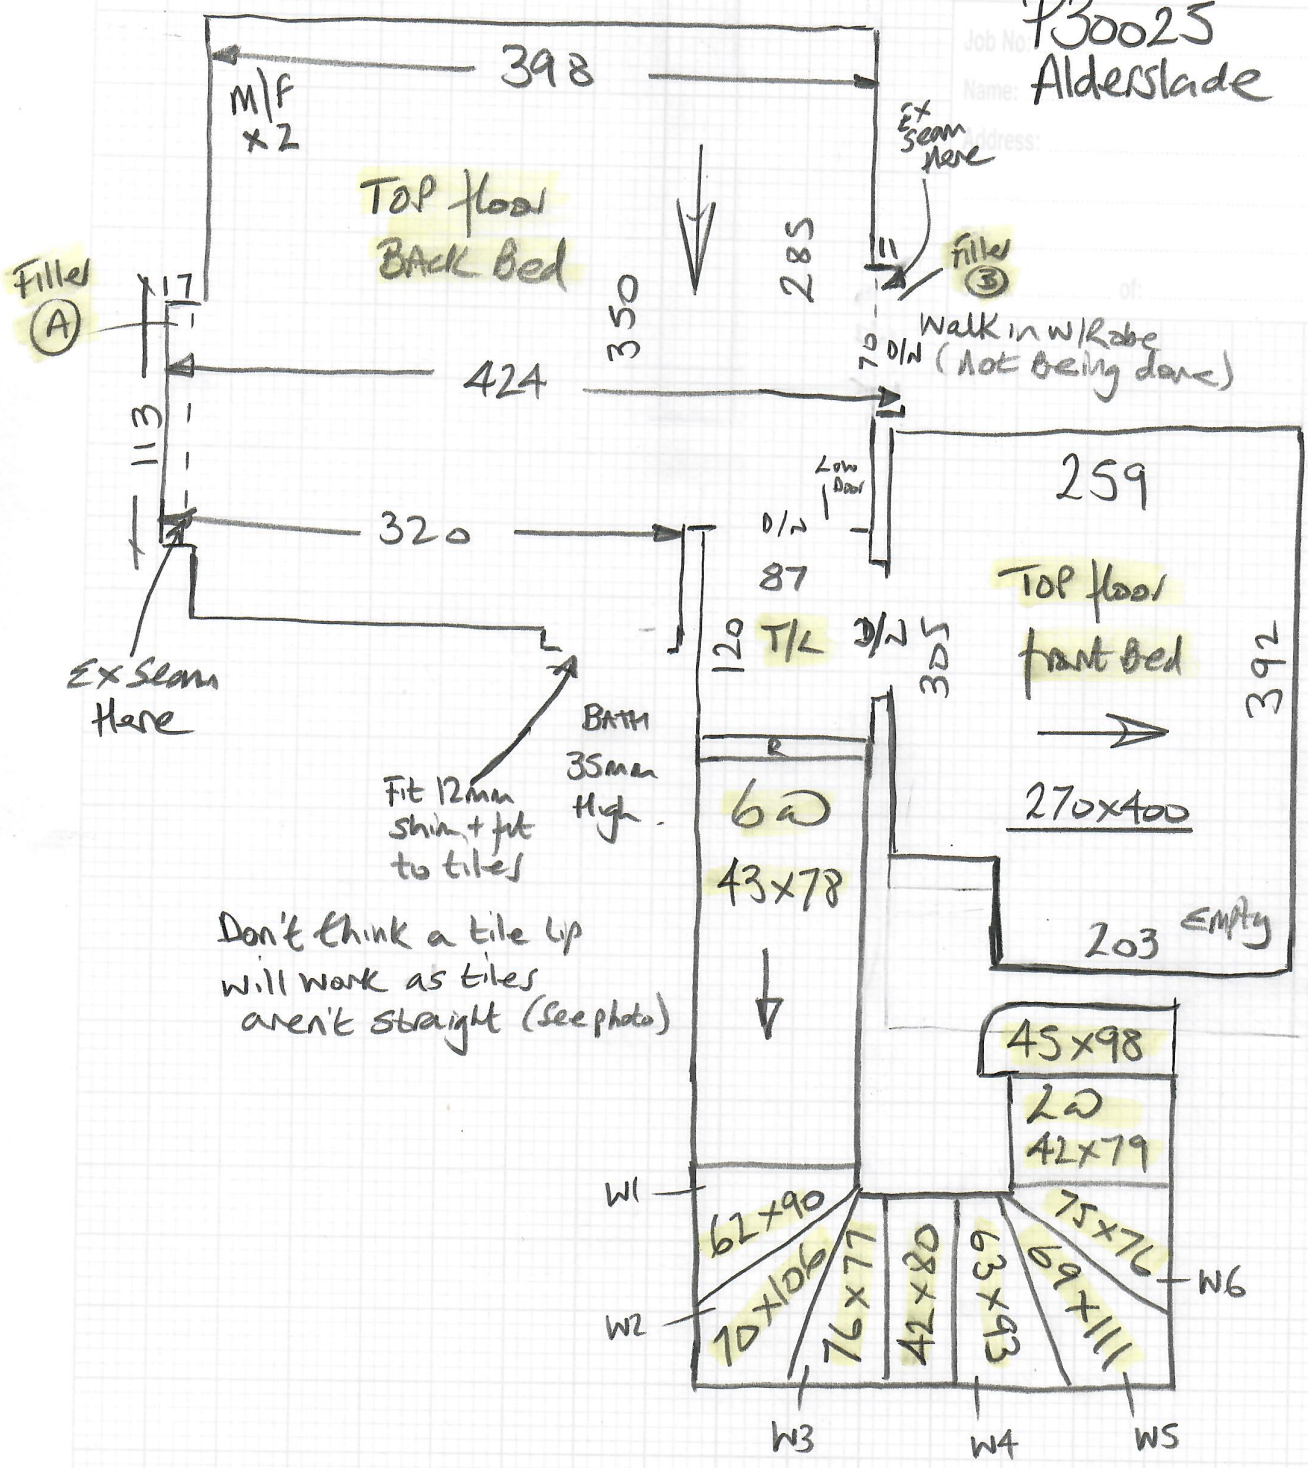 Job No: P30025
Name: Alderslade
Address:
of:
398
M/F
x 2
Ex
Seam
Here
TOP floor
BACK Bed
285
350
Filler
A
17
11
Filler
B
Walk in W/Robe
(Not Being done)
70
D/N
424
113
Low
Door
259
320
D/N
87
T/L
120
D/N
305
TOP floor
front Bed
392
270x400
Ex Seam
Here
BATH
35mm
High.
Fit 12mm
shim + fit
to tiles
R
6@
43x78
Don't think a tile lip
will work as tiles
aren't straight (see photo)
203
Empty
45x98
2@
42x79
W1
62x90
75x76
W6
W2
70x106
76x77
42x80
63x93
69x111
W3
W4
W5